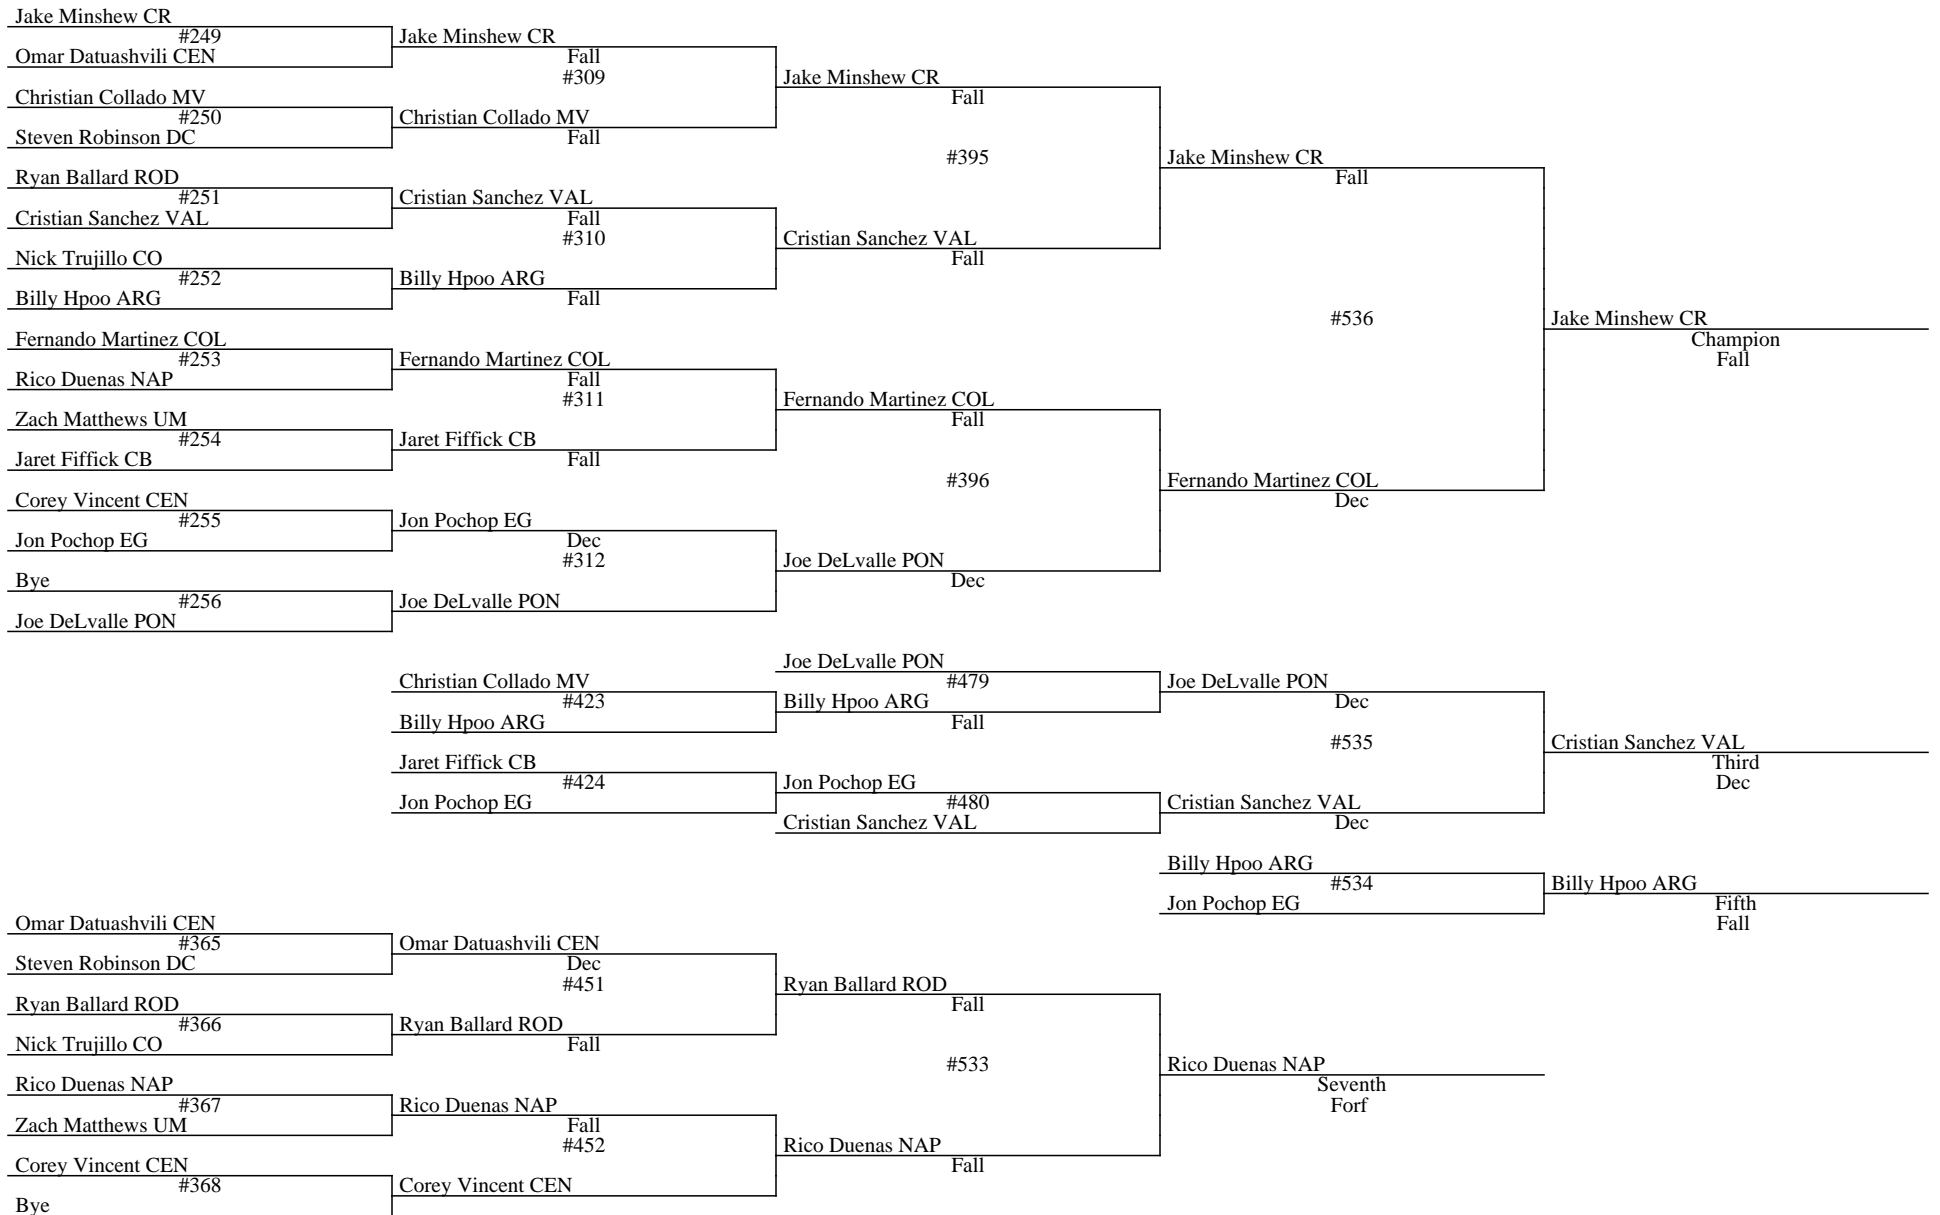 Jake Minshew CR
#249
Omar Datuashvili CEN
Christian Collado MV
#250
Steven Robinson DC
Ryan Ballard ROD
#251
Cristian Sanchez VAL
Nick Trujillo CO
#252
Billy Hpoo ARG
Fernando Martinez COL
#253
Rico Duenas NAP
Zach Matthews UM
#254
Jaret Fiffick CB
Corey Vincent CEN
#255
Jon Pochop EG
Bye
#256
Joe DeLvalle PON
Jake Minshew CR
Fall
#309
Christian Collado MV
Fall
Cristian Sanchez VAL
Fall
#310
Billy Hpoo ARG
Fall
Fernando Martinez COL
Fall
#311
Jaret Fiffick CB
Fall
Jon Pochop EG
Dec
#312
Joe DeLvalle PON
Jake Minshew CR
Fall
#395
Cristian Sanchez VAL
Fall
Fernando Martinez COL
Fall
#396
Joe DeLvalle PON
Dec
Jake Minshew CR
Fall
#536
Fernando Martinez COL
Dec
Jake Minshew CR
Champion
Fall
Christian Collado MV
#423
Billy Hpoo ARG
Jaret Fiffick CB
#424
Jon Pochop EG
Joe DeLvalle PON
#479
Billy Hpoo ARG
Fall
Jon Pochop EG
#480
Cristian Sanchez VAL
Joe DeLvalle PON
Dec
#535
Cristian Sanchez VAL
Dec
Cristian Sanchez VAL
Third
Dec
Billy Hpoo ARG
#534
Jon Pochop EG
Billy Hpoo ARG
Fifth
Fall
Omar Datuashvili CEN
#365
Steven Robinson DC
Ryan Ballard ROD
#366
Nick Trujillo CO
Rico Duenas NAP
#367
Zach Matthews UM
Corey Vincent CEN
#368
Bye
Omar Datuashvili CEN
Dec
#451
Ryan Ballard ROD
Fall
Rico Duenas NAP
Fall
#452
Corey Vincent CEN
Ryan Ballard ROD
Fall
#533
Rico Duenas NAP
Fall
Rico Duenas NAP
Seventh
Forf